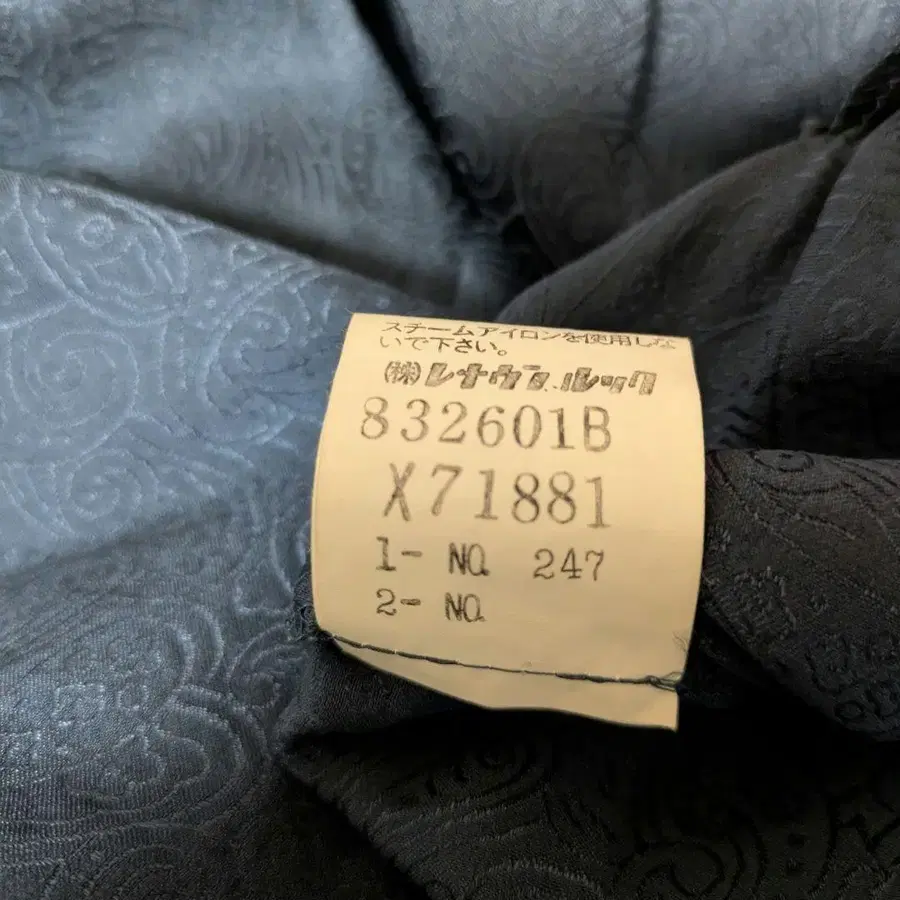 スチームアイロンを使用しな
いで下さい。
㈱レナウンルック
832601B
X71881
1- NO. 247
2- NO.